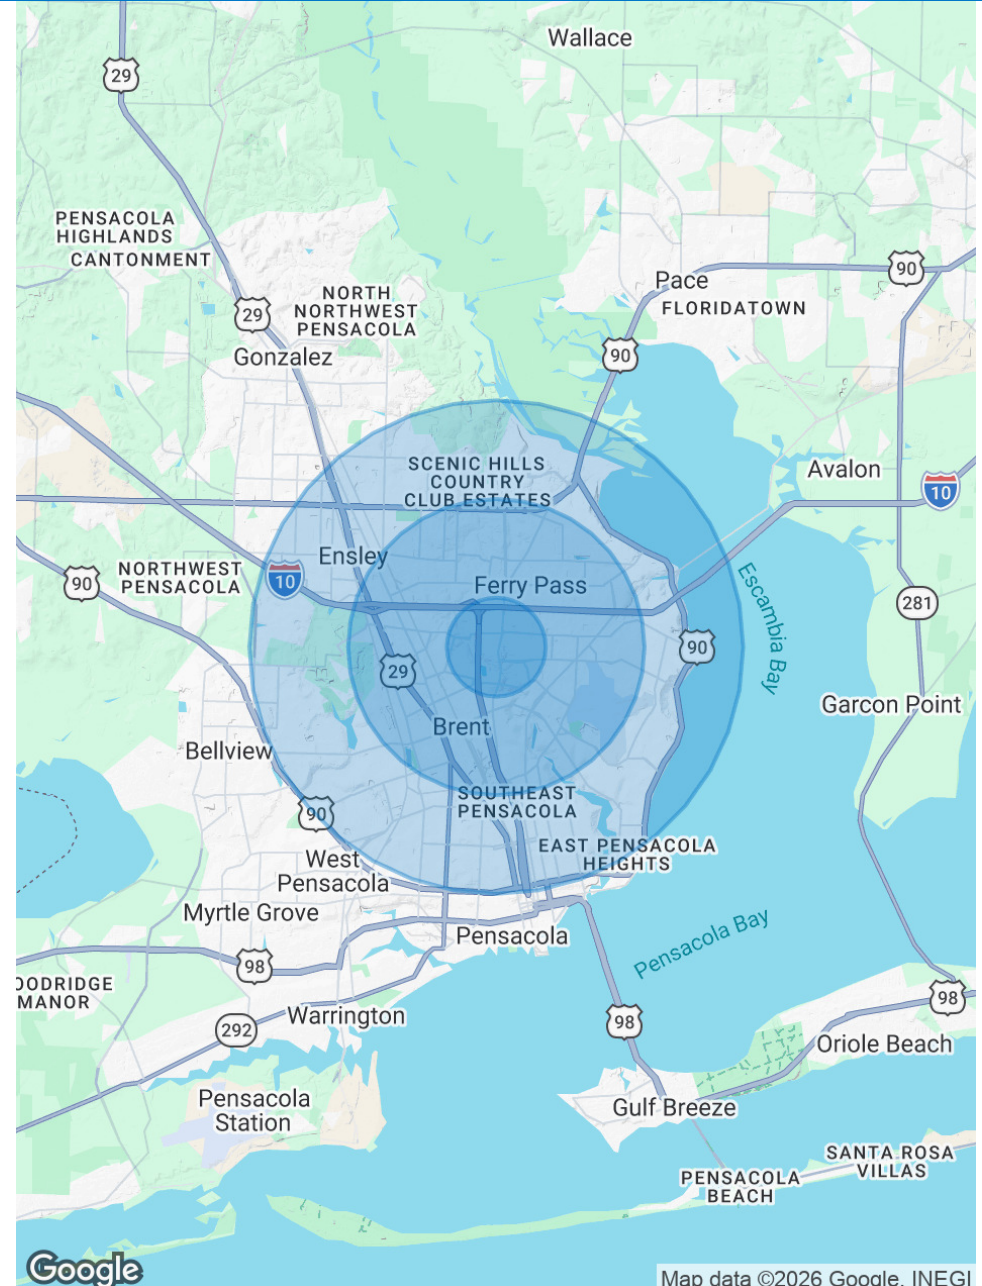 Wallace
29
PENSACOLA
HIGHLANDS
CANTONMENT
90
Pace
NORTH
NORTHWEST
PENSACOLA
FLORIDATOWN
29
Gonzalez
90
SCENIC HILLS
COUNTRY
CLUB ESTATES
Avalon
10
Ensley
NORTHWEST
PENSACOLA
90
10
Ferry Pass
281
Escambia Bay
90
29
Garcon Point
Brent
Bellview
SOUTHEAST
PENSACOLA
90
EAST PENSACOLA
HEIGHTS
West
Pensacola
Myrtle Grove
Pensacola
Pensacola Bay
98
OODRIDGE
MANOR
98
Warrington
292
98
Oriole Beach
Pensacola
Station
Gulf Breeze
SANTA ROSA
VILLAS
PENSACOLA
BEACH
Google
Map data ©2026 Google, INEGI